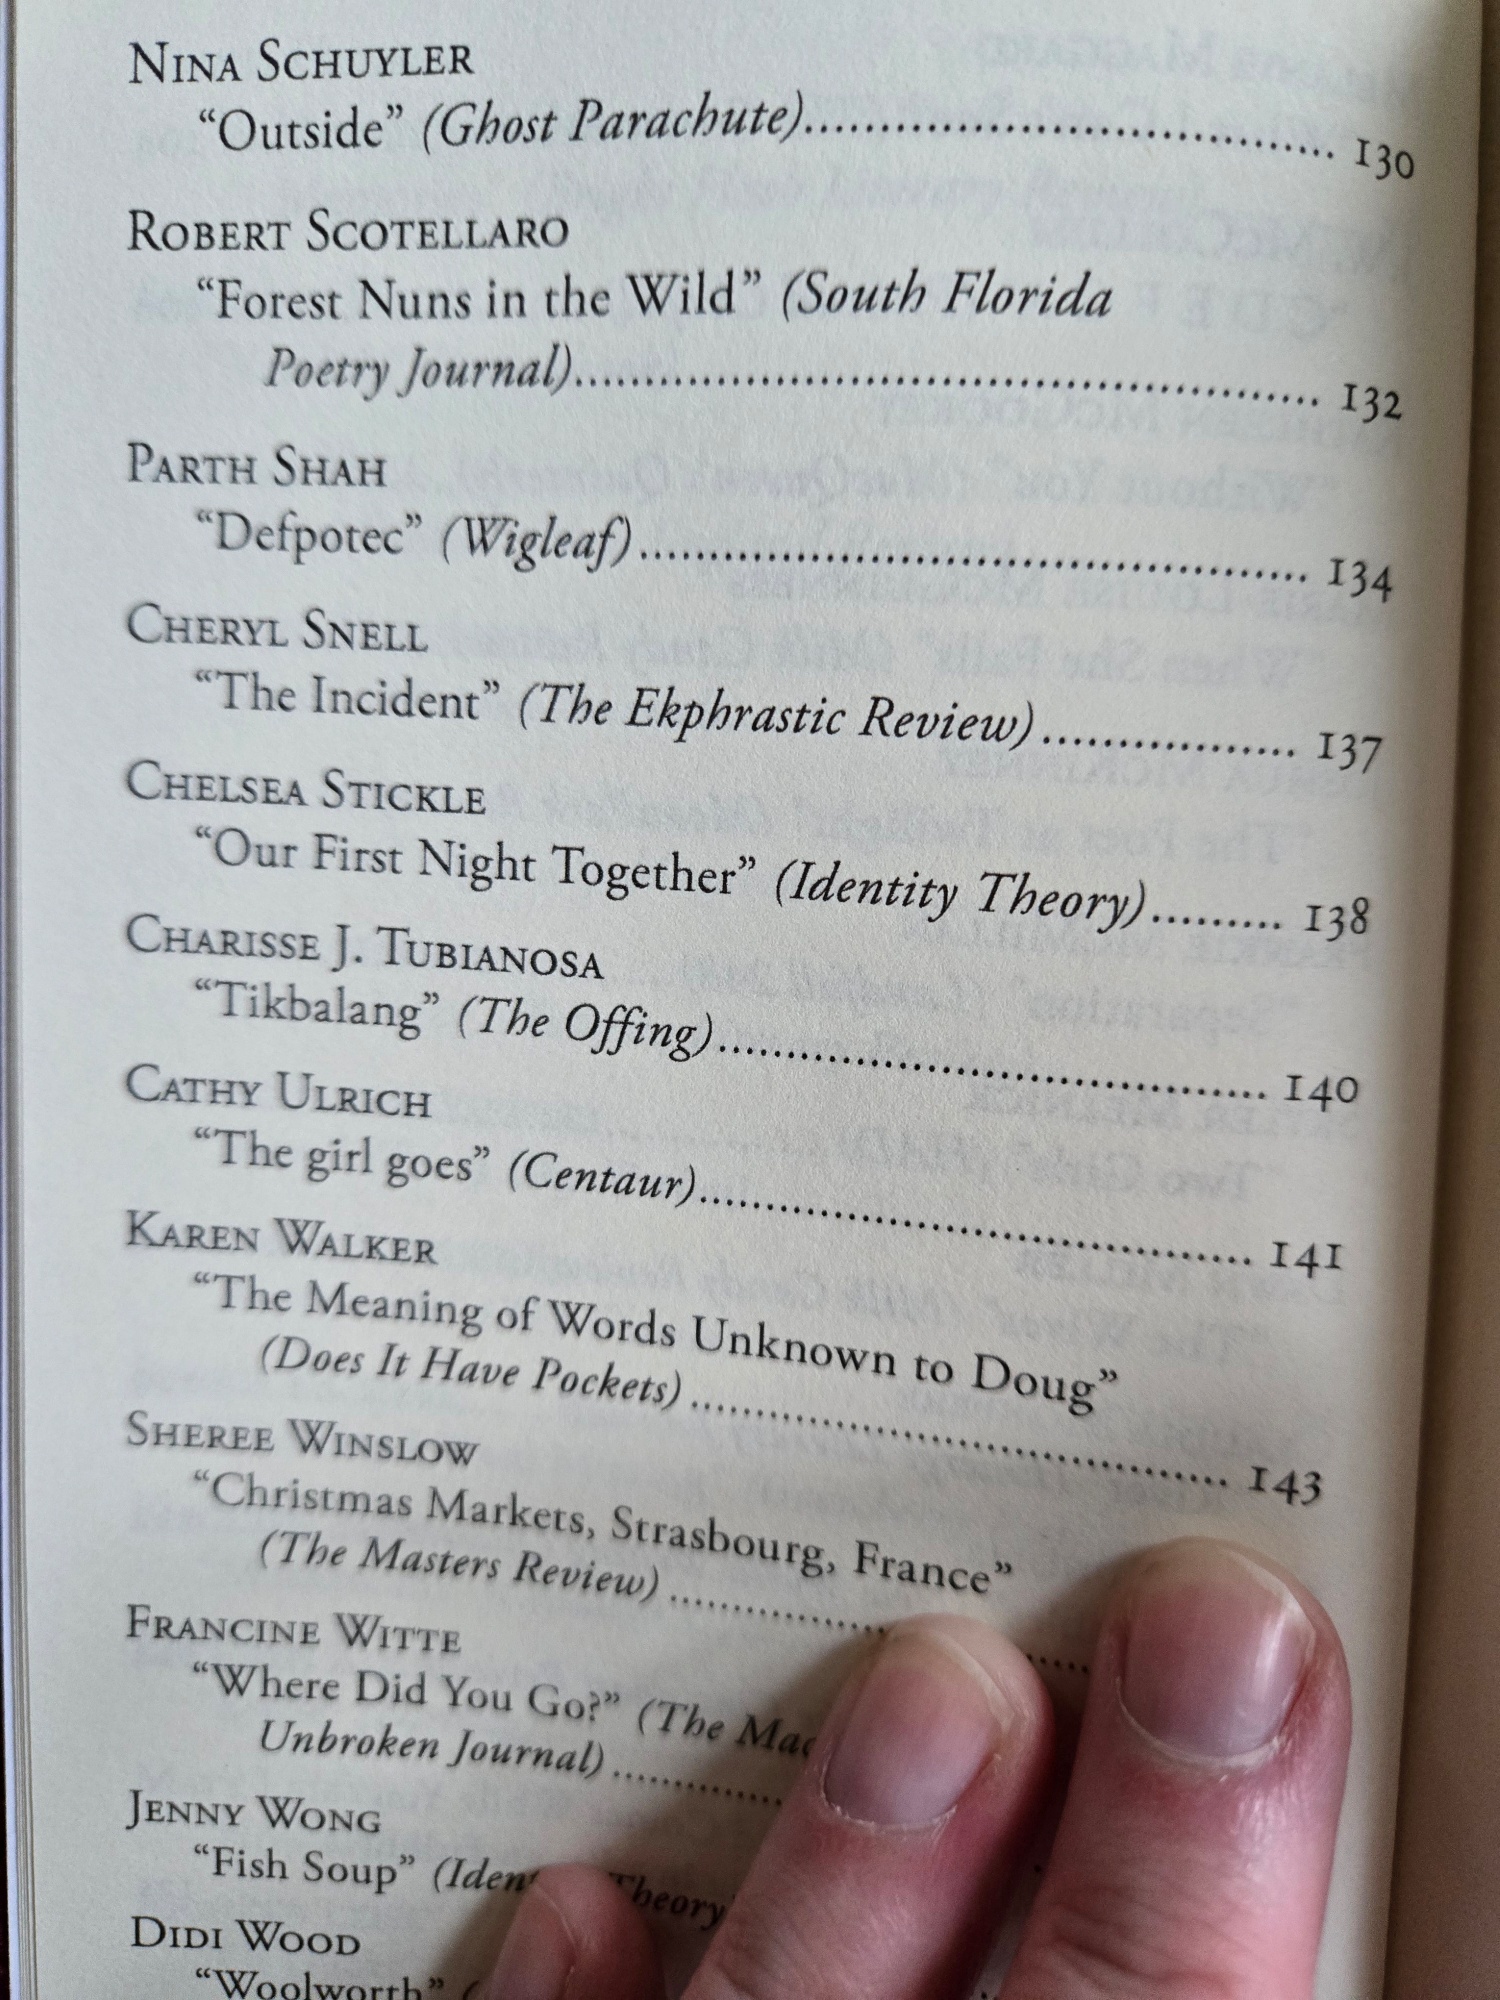 Nina Schuyler
“Outside” (Ghost Parachute)........................................ 130
Robert Scotellaro
“Forest Nuns in the Wild” (South Florida
Poetry Journal)........................................................ 132
Parth Shah
“Defpotec” (Wigleaf)................................................ 134
Cheryl Snell
“The Incident” (The Ekphrastic Review).................. 137
Chelsea Stickle
“Our First Night Together” (Identity Theory)......... 138
Charisse J. Tubianosa
“Tikbalang” (The Offing).......................................... 140
Cathy Ulrich
“The girl goes” (Centaur).......................................... 141
Karen Walker
“The Meaning of Words Unknown to Doug”
(Does It Have Pockets) .......................................... 143
Sheree Winslow
“Christmas Markets, Strasbourg, France”
(The Masters Review) ................................
Francine Witte
“Where Did You Go?” (The
Unbroken Journal) ..............
Jenny Wong
“Fish Soup” (
Didi Wood
“Woolworth” (